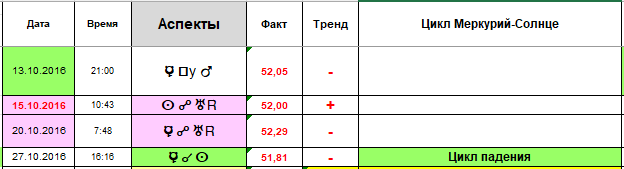 Дата Время Аспекты Факт Тренд Цикл Меркурий-Солнце
13.10.2016 21:00 ☿ □у ♂ 52,05 -
15.10.2016 10:43 ☉ ☍ ♅R 52,00 +
20.10.2016 7:48 ☿ ☍ ♅R 52,29 -
27.10.2016 16:16 ☿ ☌ ☉ 51,81 - Цикл падения